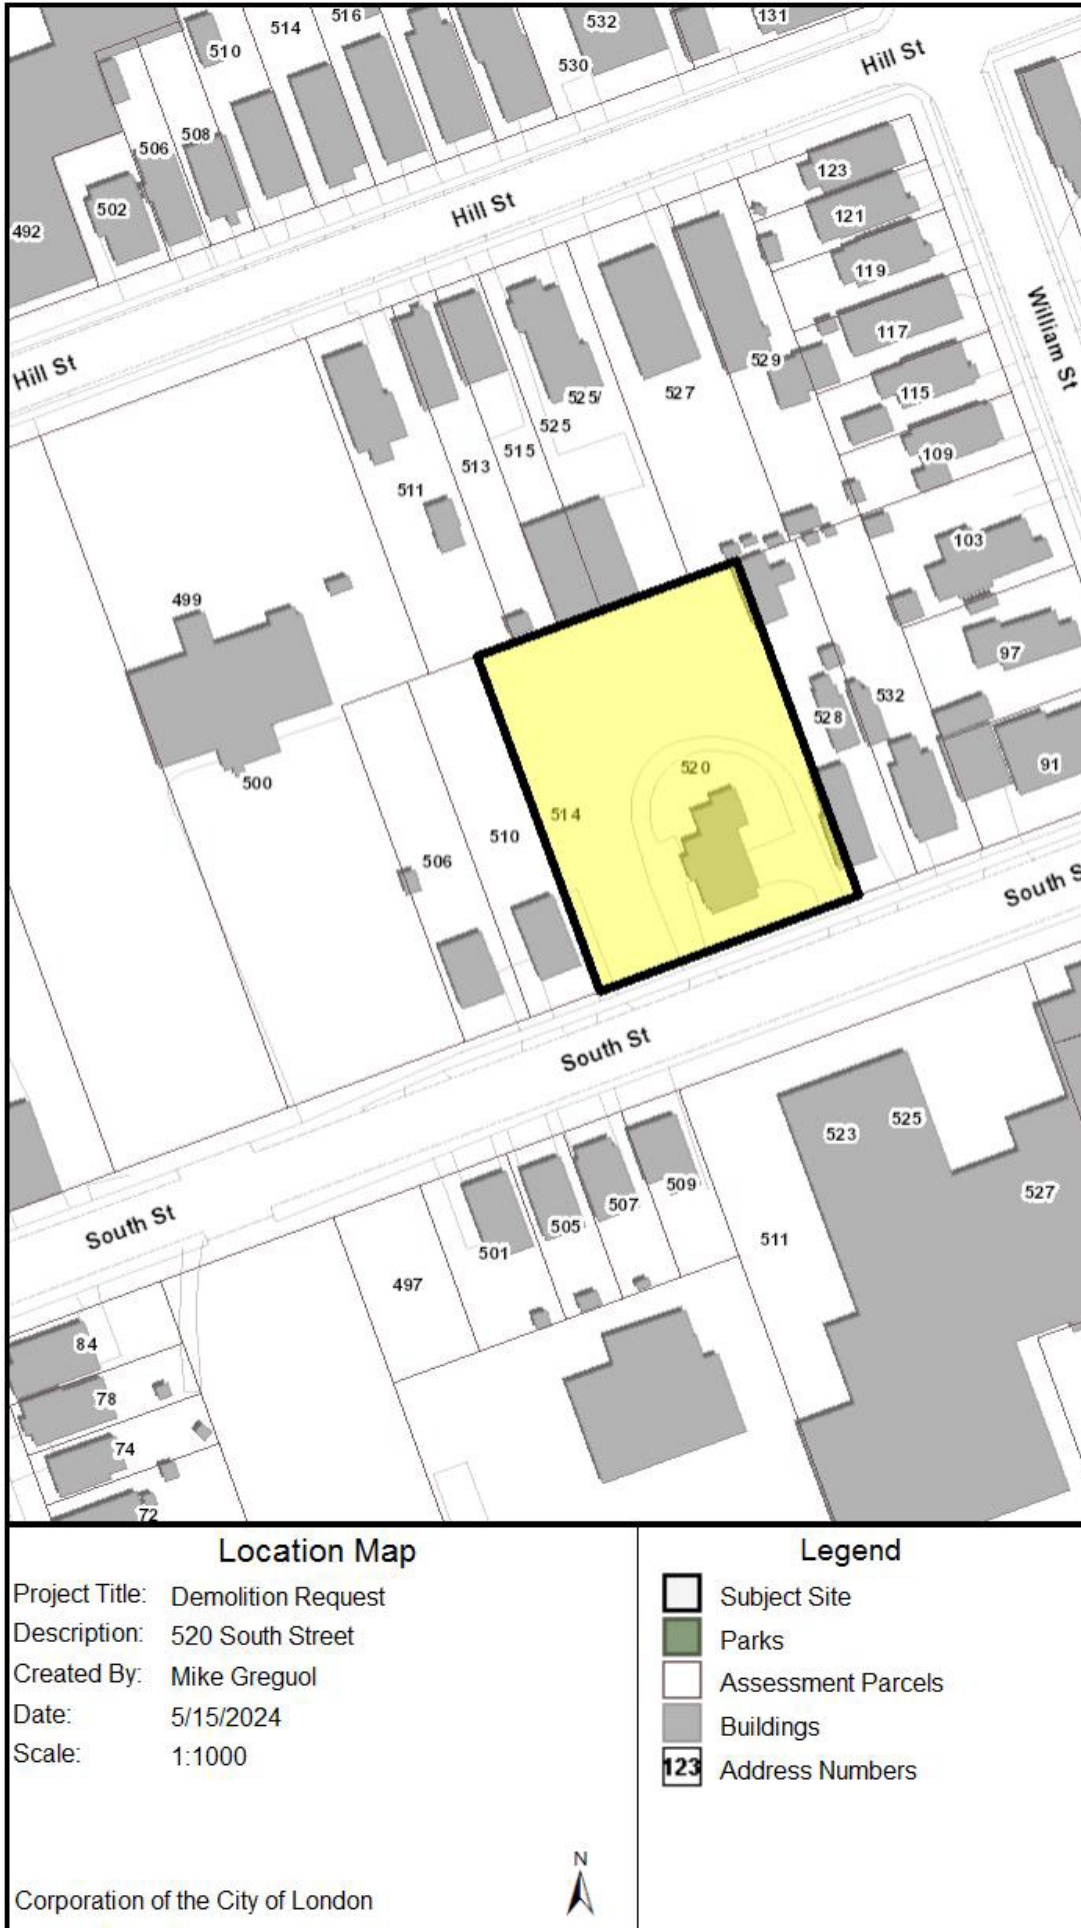 516
131
532
514
510
530
Hill St
508
506
123
502
Hill St
121
492
119
William St
117
Hill St
529
527
115
525/
525
515
109
513
511
103
499
97
532
528
91
520
500
514
510
506
South St
South St
525
523
527
509
507
505
511
South St
501
497
84
78
74
72
Location Map
Project Title: Demolition Request
Description: 520 South Street
Created By: Mike Greguol
Date: 5/15/2024
Scale: 1:1000
N
Corporation of the City of London
Legend
Subject Site
Parks
Assessment Parcels
Buildings
123 Address Numbers